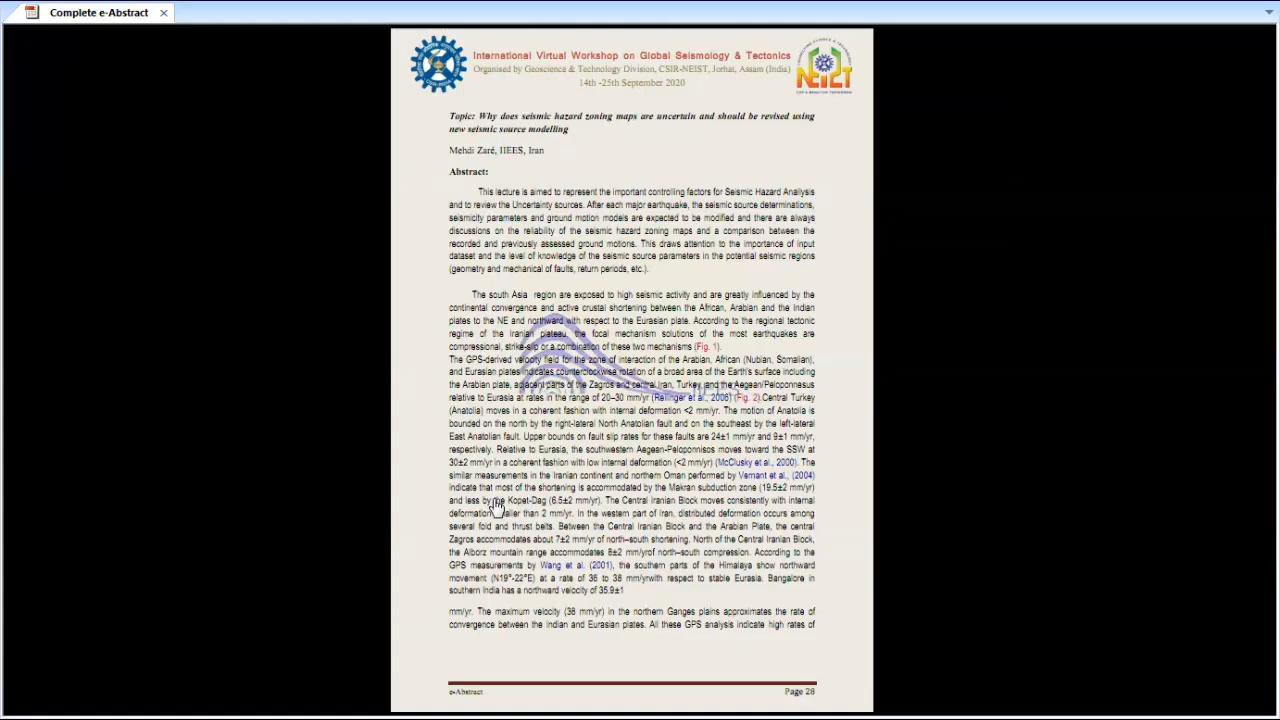 Complete e-Abstract
International Virtual Workshop on Global Seismology & Tectonics
Organised by Geoscience & Technology Division, CSIR-NEIST, Jorhat, Assam (India)
14th -25th September 2020
NEIST
Topic: Why does seismic hazard zoning maps are uncertain and should be revised using
new seismic source modelling
Mehdi Zaré, IIEES, Iran
Abstract:
This lecture is aimed to represent the important controlling factors for Seismic Hazard Analysis
and to review the Uncertainty sources. After each major earthquake, the seismic source determinations,
seismicity parameters and ground motion models are expected to be modified and there are always
discussions on the reliability of the seismic hazard zoning maps and a comparison between the
recorded and previously assessed ground motions. This draws attention to the importance of input
dataset and the level of knowledge of the seismic source parameters in the potential seismic regions
(geometry and mechanical of faults, return periods, etc.).
The south Asia region are exposed to high seismic activity and are greatly influenced by the
continental convergence and active crustal shortening between the African, Arabian and the Indian
plates to the NE and northward with respect to the Eurasian plate. According to the regional tectonic
regime of the Iranian plateau, the focal mechanism solutions of the most earthquakes are
compressional, strike-slip or a combination of these two mechanisms (Fig. 1).
The GPS-derived velocity field for the zone of interaction of the Arabian, African (Nubian, Somalian),
and Eurasian plates indicates counterclockwise rotation of a broad area of the Earth's surface including
the Arabian plate, adjacent parts of the Zagros and central Iran, Turkey, and the Aegean/Peloponnesus
relative to Eurasia at rates in the range of 20–30 mm/yr (Reilinger et al., 2006) (Fig. 2).Central Turkey
(Anatolia) moves in a coherent fashion with internal deformation <2 mm/yr. The motion of Anatolia is
bounded on the north by the right-lateral North Anatolian fault and on the southeast by the left-lateral
East Anatolian fault. Upper bounds on fault slip rates for these faults are 24±1 mm/yr and 9±1 mm/yr,
respectively. Relative to Eurasia, the southwestern Aegean-Peloponnisos moves toward the SSW at
30±2 mm/yr in a coherent fashion with low internal deformation (<2 mm/yr) (McClusky et al., 2000). The
similar measurements in the Iranian continent and northern Oman performed by Vernant et al., (2004)
indicate that most of the shortening is accommodated by the Makran subduction zone (19.5±2 mm/yr)
and less by the Kopet-Dag (6.5±2 mm/yr). The Central Iranian Block moves consistently with internal
deformation smaller than 2 mm/yr. In the western part of Iran, distributed deformation occurs among
several fold and thrust belts. Between the Central Iranian Block and the Arabian Plate, the central
Zagros accommodates about 7±2 mm/yr of north–south shortening. North of the Central Iranian Block,
the Alborz mountain range accommodates 8±2 mm/yrof north–south compression. According to the
GPS measurements by Wang et al. (2001), the southern parts of the Himalaya show northward
movement (N19°-22°E) at a rate of 36 to 38 mm/yrwith respect to stable Eurasia. Bangalore in
southern India has a northward velocity of 35.9±1
mm/yr. The maximum velocity (38 mm/yr) in the northern Ganges plains approximates the rate of
convergence between the Indian and Eurasian plates. All these GPS analysis indicate high rates of
e-Abstract
Page 28